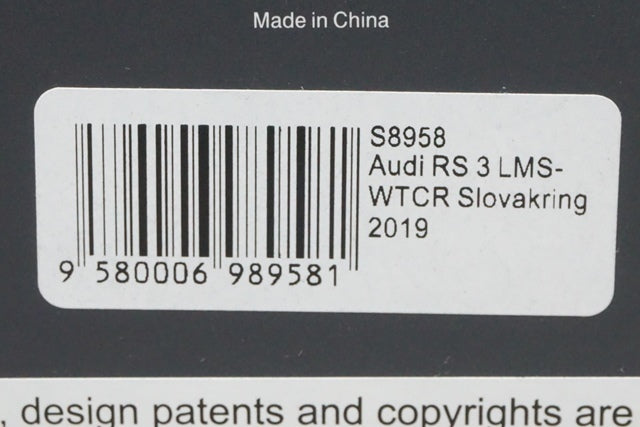 Made in China
S8958
Audi RS 3 LMS-
WTCR Slovakring
2019
9 580006 989581
, design patents and copyrights are